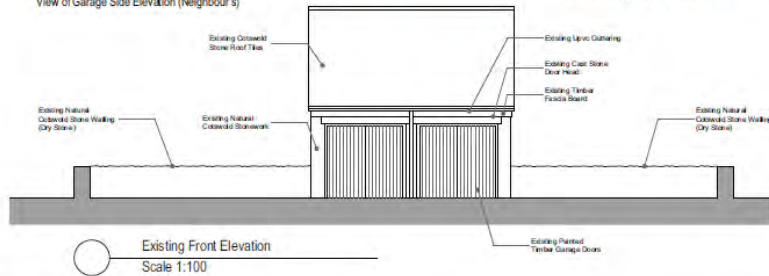 View of Garage Side Elevation (Neighbour's)
Existing Cotswold
Stone Roof Tiles
Existing Upvc Guttering
Existing Cast Stone
Door Head
Existing Timber
Fascia Board
Existing Natural
Cotswold Stone Walling
(Dry Stone)
Existing Natural
Cotswold Stonework
Existing Natural
Cotswold Stone Walling
(Dry Stone)
Existing Painted
Timber Garage Doors
Existing Front Elevation
Scale 1:100